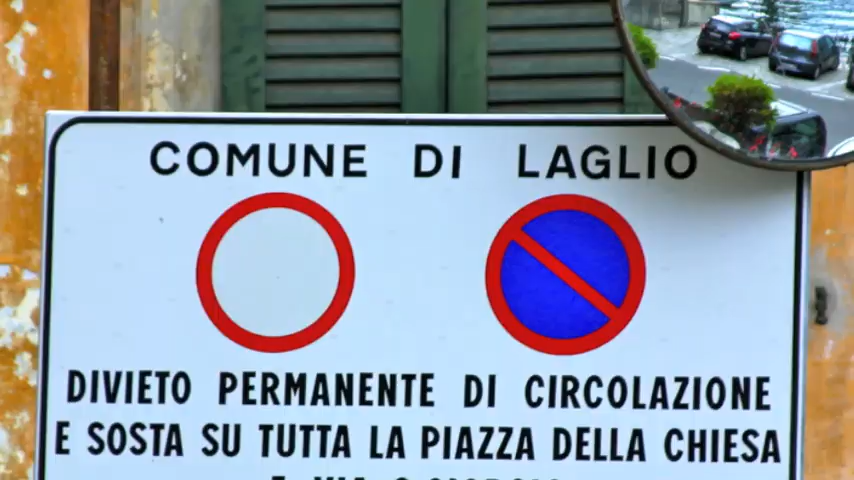 COMUNE DI LAGLIO
DIVIETO PERMANENTE DI CIRCOLAZIONE
E SOSTA SU TUTTA LA PIAZZA DELLA CHIESA